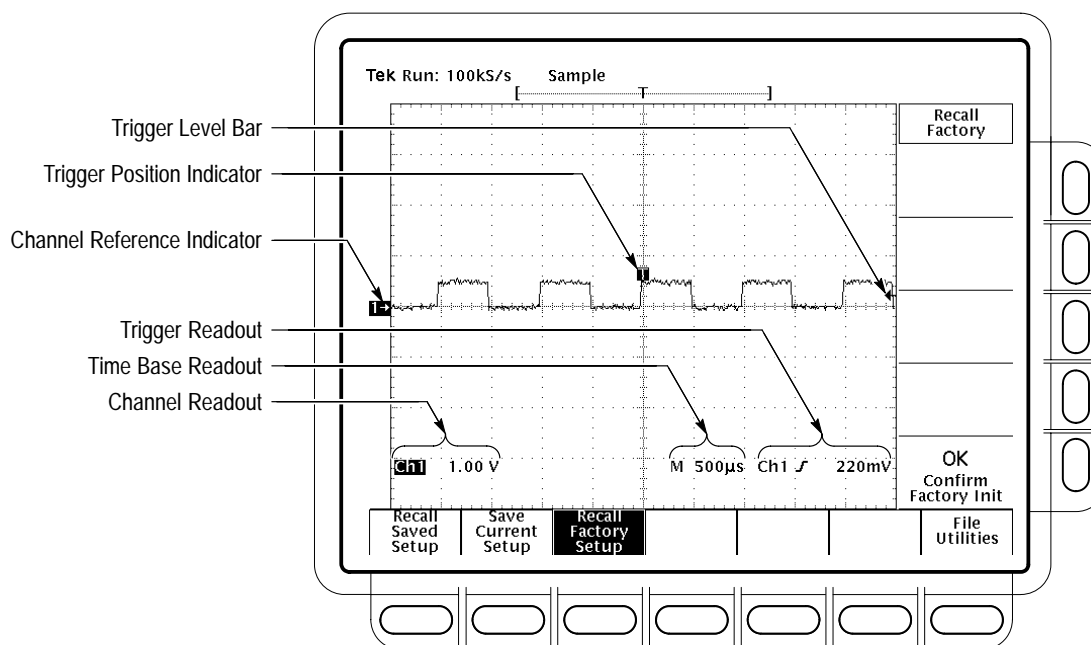 Tek Run: 100kS/s Sample
[ T ]
Trigger Level Bar
Trigger Position Indicator
Channel Reference Indicator
Trigger Readout
Time Base Readout
Channel Readout
T
1→
Ch1 1.00 V
M 500µs
Ch1 220mV
Recall
Factory
OK
Confirm
Factory Init
Recall
Saved
Setup
Save
Current
Setup
Recall
Factory
Setup
File
Utilities